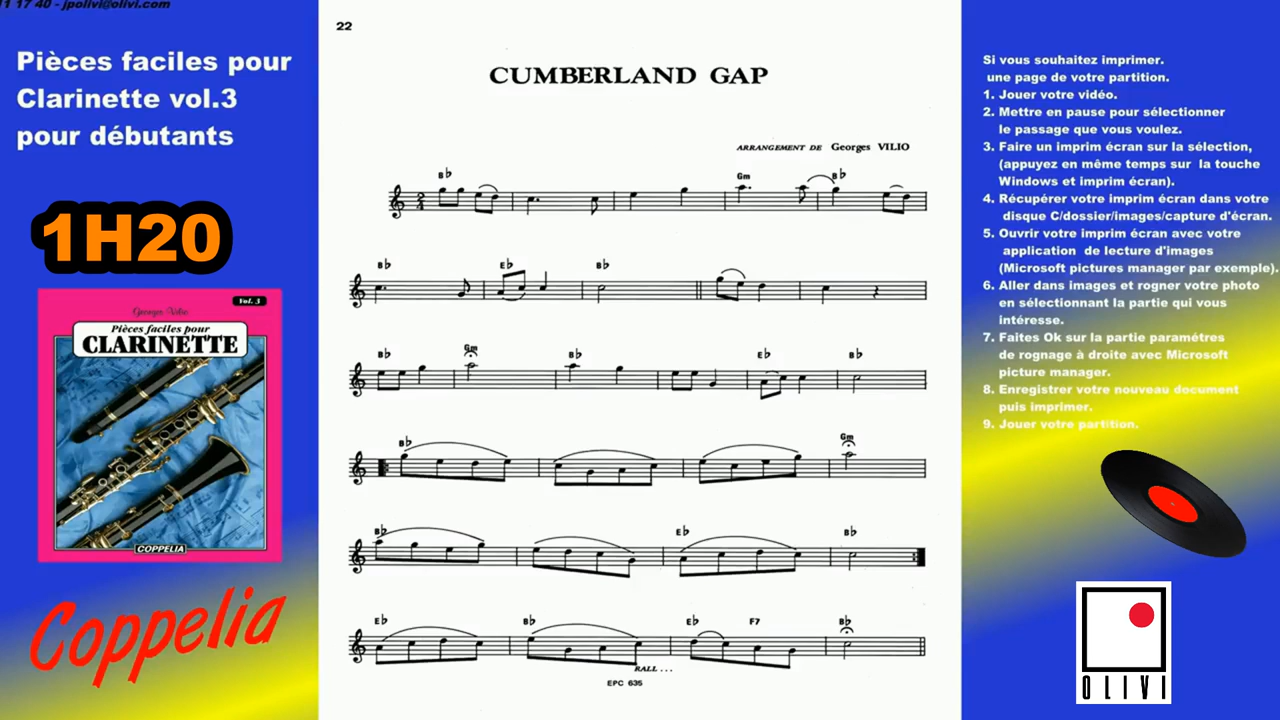 11 17 40 - jpolivi@olivi.com
Pièces faciles pour
Clarinette vol.3
pour débutants
1H20
Vol. 3
Georges Vilio
Pièces faciles pour
CLARINETTE
COPPELIA
Coppelia
22
CUMBERLAND GAP
ARRANGEMENT DE Georges VILIO
Bb Gm Bb
2
4
Bb Eb Bb
Bb Gm Bb Eb Bb
Bb Gm
Bb Eb Bb
Eb Bb Eb F7 Bb
RALL...
EPC 635
Si vous souhaitez imprimer.
une page de votre partition.
1. Jouer votre vidéo.
2. Mettre en pause pour sélectionner
le passage que vous voulez.
3. Faire un imprim écran sur la sélection,
(appuyez en même temps sur la touche
Windows et imprim écran).
4. Récupérer votre imprim écran dans votre
disque C/dossier/images/capture d'écran.
5. Ouvrir votre imprim écran avec votre
application de lecture d'images
(Microsoft pictures manager par exemple).
6. Aller dans images et rogner votre photo
en sélectionnant la partie qui vous
intéresse.
7. Faites Ok sur la partie paramétres
de rognage à droite avec Microsoft
picture manager.
8. Enregistrer votre nouveau document
puis imprimer.
9. Jouer votre partition.
OLIVI